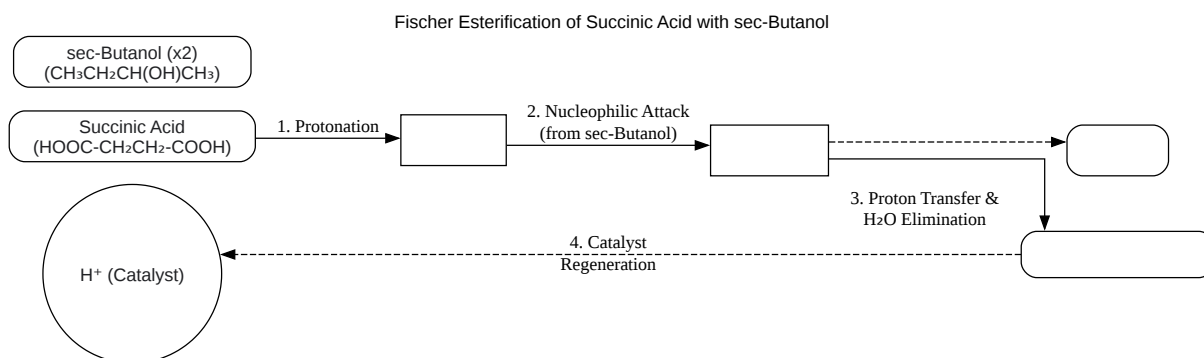 Fischer Esterification of Succinic Acid with sec-Butanol
sec-Butanol (x2)
(CH₃CH₂CH(OH)CH₃)
Succinic Acid
(HOOC-CH₂CH₂-COOH)
1. Protonation
2. Nucleophilic Attack
(from sec-Butanol)
3. Proton Transfer &
H₂O Elimination
4. Catalyst
Regeneration
H⁺ (Catalyst)